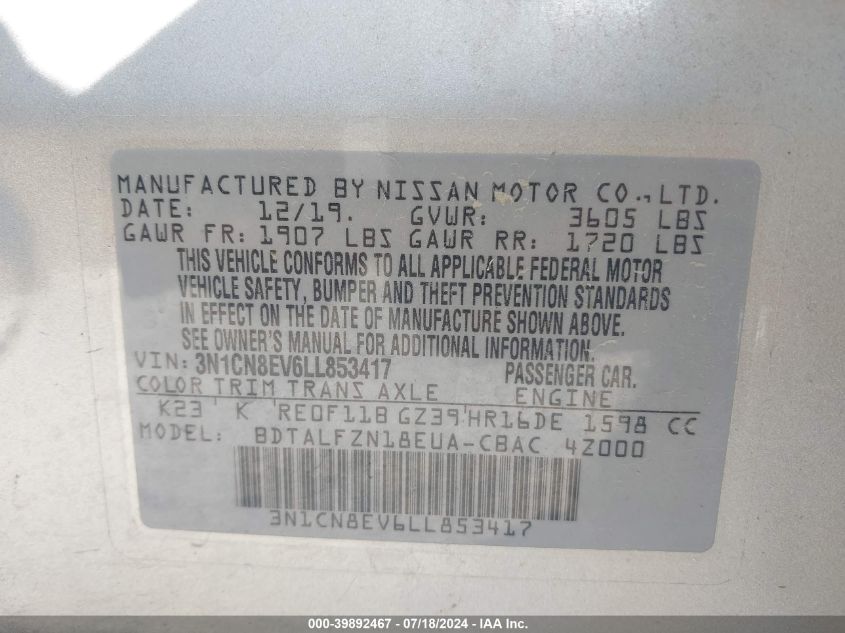 MANUFACTURED BY NISSAN MOTOR CO., LTD.
DATE: 12/19. GVWR: 3605 LBS
GAWR FR: 1907 LBS GAWR RR: 1720 LBS
THIS VEHICLE CONFORMS TO ALL APPLICABLE FEDERAL MOTOR
VEHICLE SAFETY, BUMPER AND THEFT PREVENTION STANDARDS
IN EFFECT ON THE DATE OF MANUFACTURE SHOWN ABOVE.
SEE OWNER'S MANUAL FOR ADDITIONAL INFORMATION.
VIN: 3N1CN8EV6LL853417 PASSENGER CAR.
COLOR TRIM TRANS AXLE ENGINE
K23 K RE0F11B GZ39 HR16DE 1598 CC
MODEL: BDTALFZN18EUA-CBAC 4Z000
3N1CN8EV6LL853417
000-39892467 / 07/18/2024 - IAA Inc.